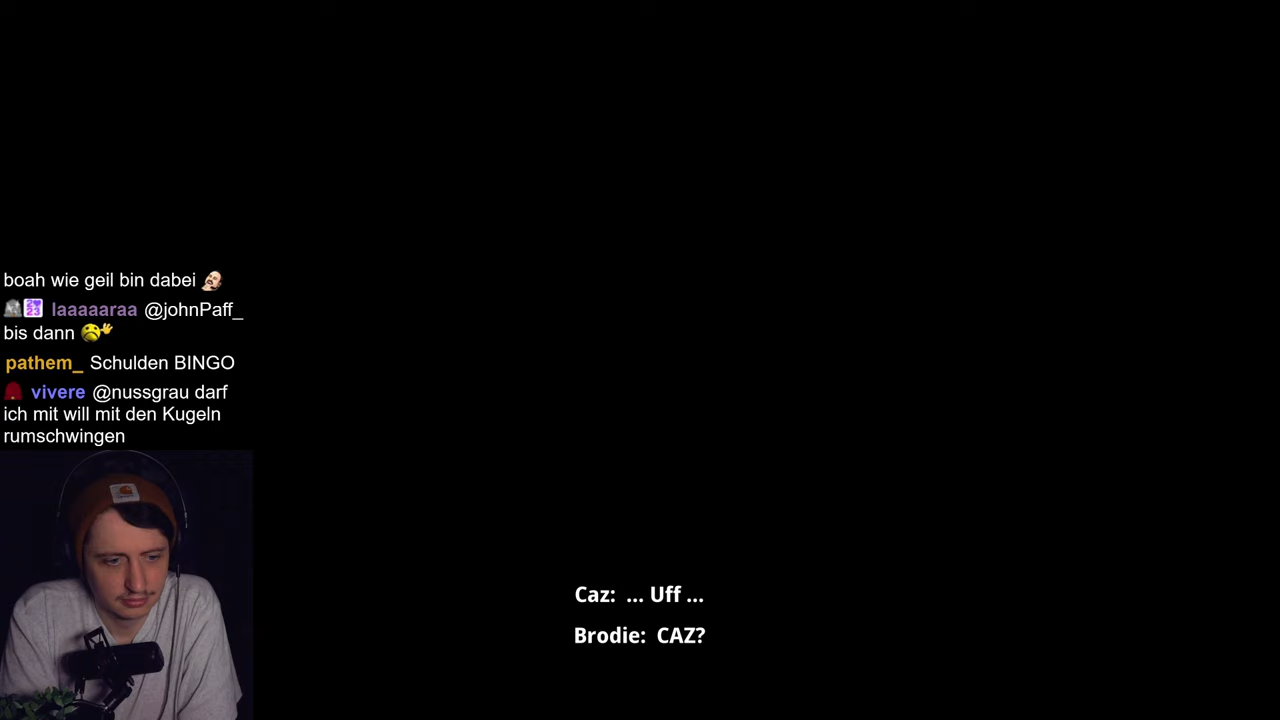 boah wie geil bin dabei
laaaaaraa @johnPaff_
bis dann
pathem_ Schulden BINGO
vivere @nussgrau darf
ich mit will mit den Kugeln
rumschwingen
Caz: ... Uff ...
Brodie: CAZ?